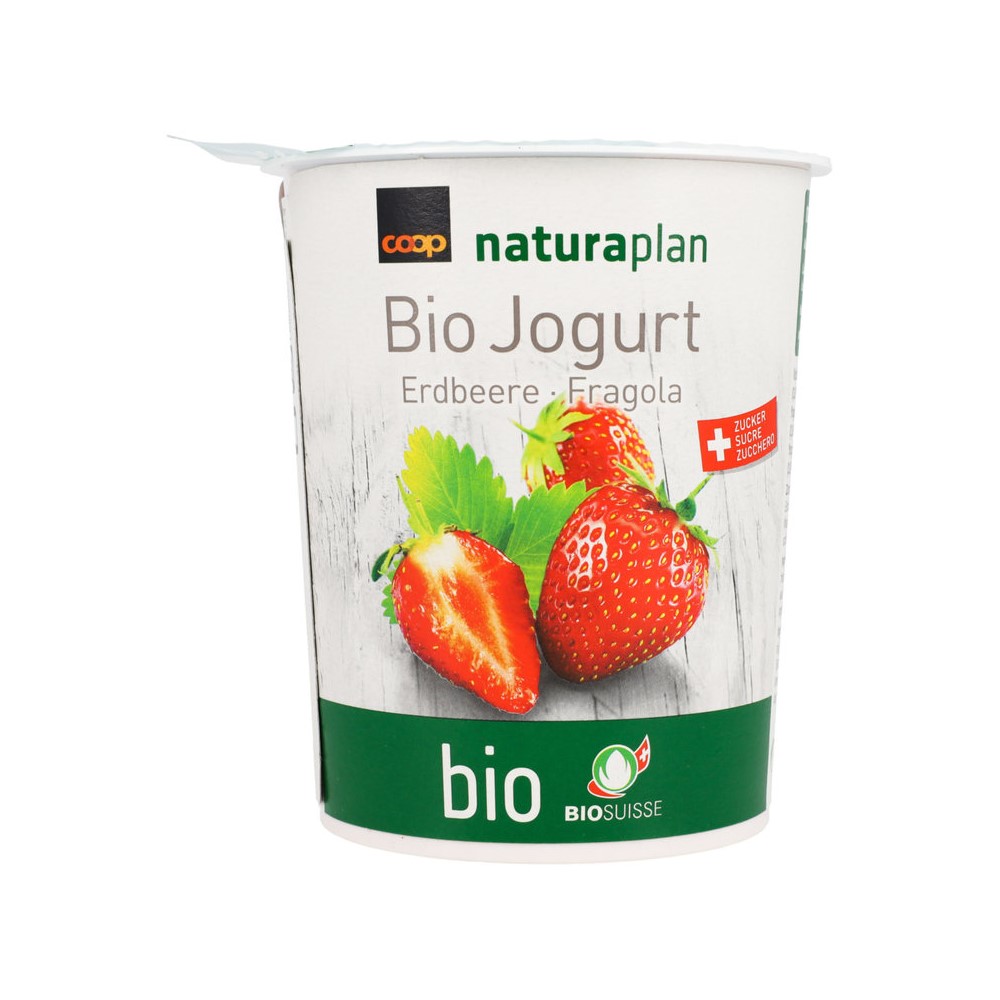 coop
naturaplan
Bio Jogurt
Erdbeere · Fragola
ZUCKER
SUCRE
ZUCCHERO
bio
BIOSUISSE